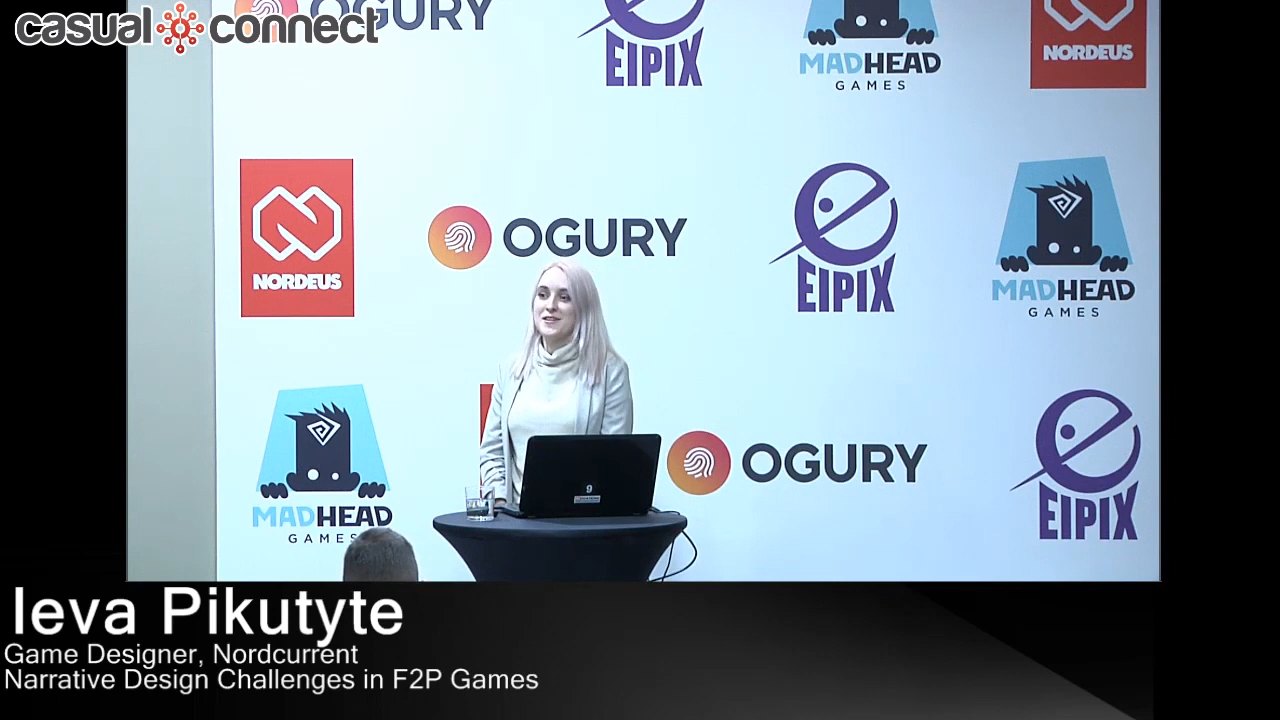 casual connect
OGURY
EIPIX
MADHEAD
GAMES
NORDEUS
NORDEUS
OGURY
EIPIX
MADHEAD
GAMES
MADHEAD
GAMES
9
OGURY
EIPIX
Ieva Pikutyte
Game Designer, Nordcurrent
Narrative Design Challenges in F2P Games